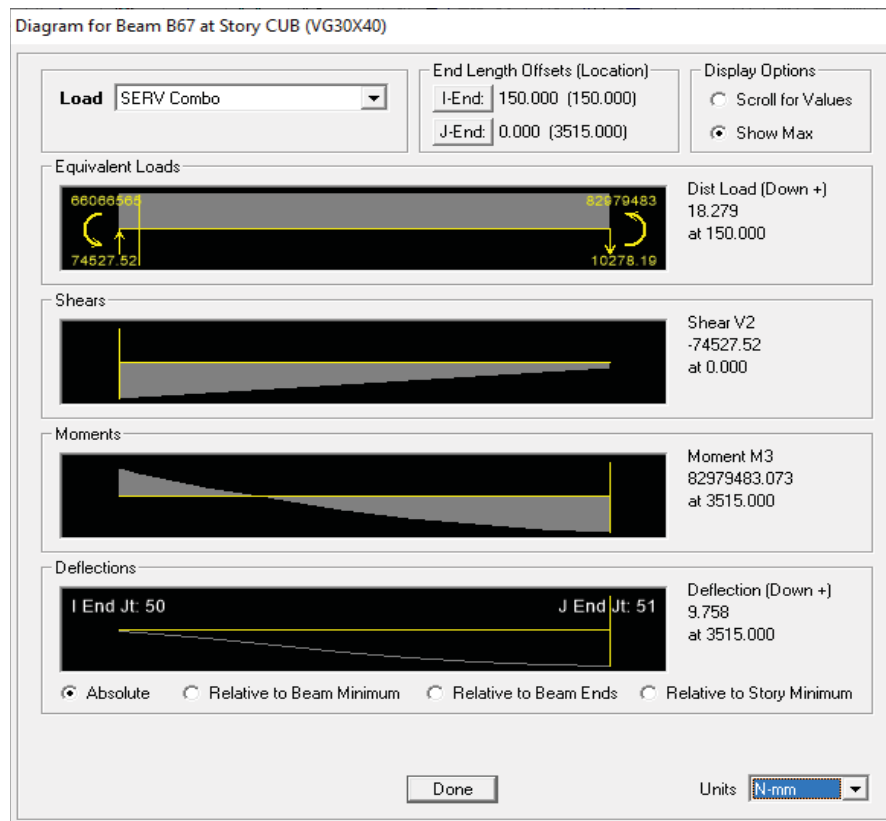 Diagram for Beam B67 at Story CUB (VG30X40)
Load SERV Combo
End Length Offsets (Location)
I-End: 150.000 (150.000)
J-End: 0.000 (3515.000)
Display Options
Scroll for Values
Show Max
Equivalent Loads
66066565 82979483
74527.52 10278.19
Dist Load (Down +)
18.279
at 150.000
Shears
Shear V2
-74527.52
at 0.000
Moments
Moment M3
82979483.073
at 3515.000
Deflections
I End Jt: 50 J End Jt: 51
Deflection (Down +)
9.758
at 3515.000
Absolute Relative to Beam Minimum Relative to Beam Ends Relative to Story Minimum
Done Units N-mm